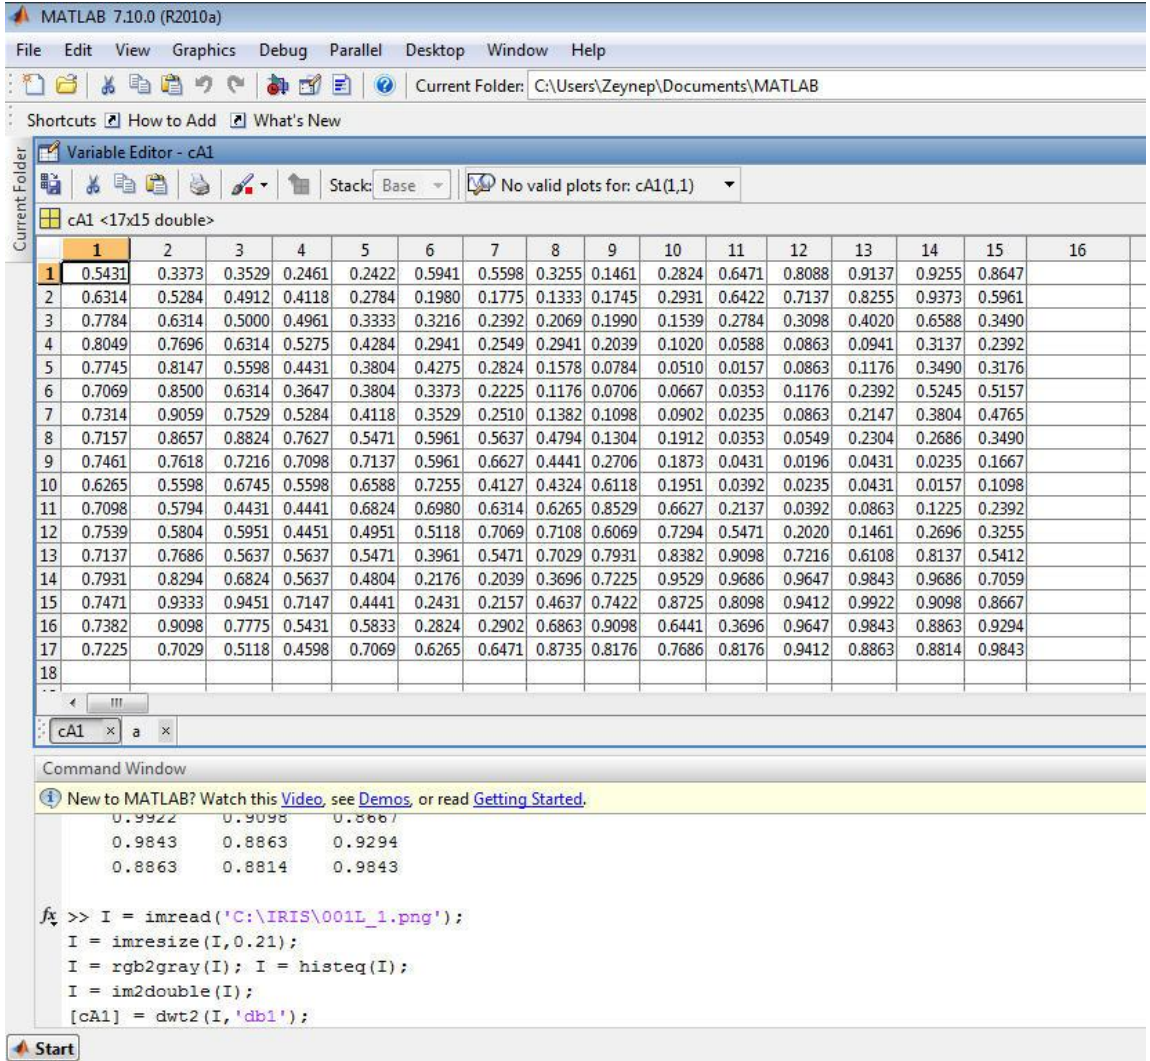 MATLAB 7.10.0 (R2010a)
File Edit View Graphics Debug Parallel Desktop Window Help
Current Folder: C:\Users\Zeynep\Documents\MATLAB
Shortcuts How to Add What's New
Current Folder
Variable Editor - cA1
Stack: Base No valid plots for: cA1(1,1)
cA1 <17x15 double>
1 2 3 4 5 6 7 8 9 10 11 12 13 14 15 16
1 0.5431 0.3373 0.3529 0.2461 0.2422 0.5941 0.5598 0.3255 0.1461 0.2824 0.6471 0.8088 0.9137 0.9255 0.8647
2 0.6314 0.5284 0.4912 0.4118 0.2784 0.1980 0.1775 0.1333 0.1745 0.2931 0.6422 0.7137 0.8255 0.9373 0.5961
3 0.7784 0.6314 0.5000 0.4961 0.3333 0.3216 0.2392 0.2069 0.1990 0.1539 0.2784 0.3098 0.4020 0.6588 0.3490
4 0.8049 0.7696 0.6314 0.5275 0.4284 0.2941 0.2549 0.2941 0.2039 0.1020 0.0588 0.0863 0.0941 0.3137 0.2392
5 0.7745 0.8147 0.5598 0.4431 0.3804 0.4275 0.2824 0.1578 0.0784 0.0510 0.0157 0.0863 0.1176 0.3490 0.3176
6 0.7069 0.8500 0.6314 0.3647 0.3804 0.3373 0.2225 0.1176 0.0706 0.0667 0.0353 0.1176 0.2392 0.5245 0.5157
7 0.7314 0.9059 0.7529 0.5284 0.4118 0.3529 0.2510 0.1382 0.1098 0.0902 0.0235 0.0863 0.2147 0.3804 0.4765
8 0.7157 0.8657 0.8824 0.7627 0.5471 0.5961 0.5637 0.4794 0.1304 0.1912 0.0353 0.0549 0.2304 0.2686 0.3490
9 0.7461 0.7618 0.7216 0.7098 0.7137 0.5961 0.6627 0.4441 0.2706 0.1873 0.0431 0.0196 0.0431 0.0235 0.1667
10 0.6265 0.5598 0.6745 0.5598 0.6588 0.7255 0.4127 0.4324 0.6118 0.1951 0.0392 0.0235 0.0431 0.0157 0.1098
11 0.7098 0.5794 0.4431 0.4441 0.6824 0.6980 0.6314 0.6265 0.8529 0.6627 0.2137 0.0392 0.0863 0.1225 0.2392
12 0.7539 0.5804 0.5951 0.4451 0.4951 0.5118 0.7069 0.7108 0.6069 0.7294 0.5471 0.2020 0.1461 0.2696 0.3255
13 0.7137 0.7686 0.5637 0.5637 0.5471 0.3961 0.5471 0.7029 0.7931 0.8382 0.9098 0.7216 0.6108 0.8137 0.5412
14 0.7931 0.8294 0.6824 0.5637 0.4804 0.2176 0.2039 0.3696 0.7225 0.9529 0.9686 0.9647 0.9843 0.9686 0.7059
15 0.7471 0.9333 0.9451 0.7147 0.4441 0.2431 0.2157 0.4637 0.7422 0.8725 0.8098 0.9412 0.9922 0.9098 0.8667
16 0.7382 0.9098 0.7775 0.5431 0.5833 0.2824 0.2902 0.6863 0.9098 0.6441 0.3696 0.9647 0.9843 0.8863 0.9294
17 0.7225 0.7029 0.5118 0.4598 0.7069 0.6265 0.6471 0.8735 0.8176 0.7686 0.8176 0.9412 0.8863 0.8814 0.9843
18
cA1 a
Command Window
New to MATLAB? Watch this Video, see Demos, or read Getting Started.
0.9922 0.9098 0.8667
0.9843 0.8863 0.9294
0.8863 0.8814 0.9843
fx >> I = imread('C:\IRIS\001L_1.png');
I = imresize(I,0.21);
I = rgb2gray(I); I = histeq(I);
I = im2double(I);
[cA1] = dwt2(I,'db1');
Start